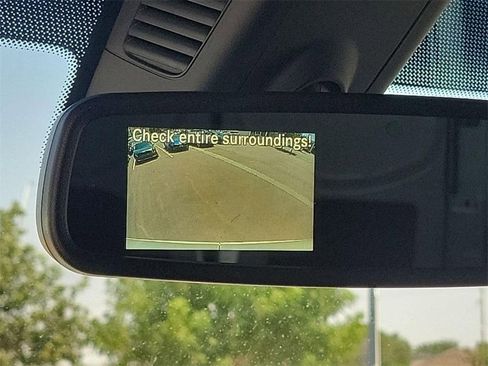 Check entire surroundings!